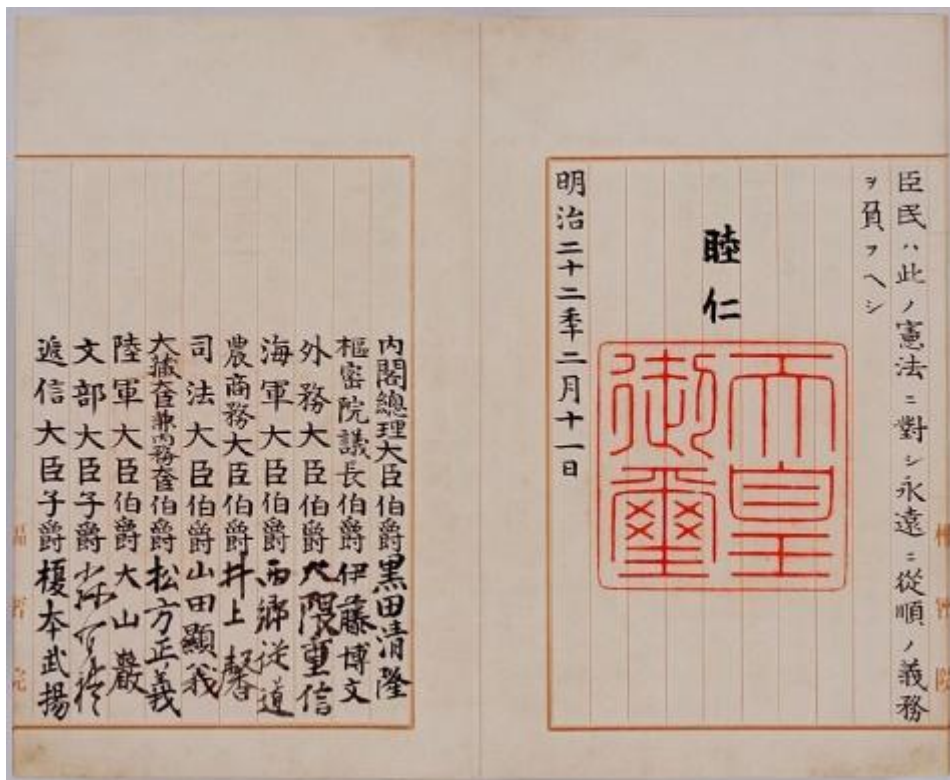 臣民ハ此ノ憲法ニ對シ永遠ニ從順ノ義務
ヲ負フヘシ
睦仁
天皇
御璽
明治二十二年二月十一日
内閣總理大臣伯爵黒田清隆
樞密院議長伯爵伊藤博文
外務大臣伯爵大隈重信
海軍大臣伯爵西郷従道
農商務大臣伯爵井上馨
司法大臣伯爵山田顯義
大藏大臣兼内務大臣伯爵松方正義
陸軍大臣伯爵大山巖
文部大臣子爵
遞信大臣子爵榎本武揚